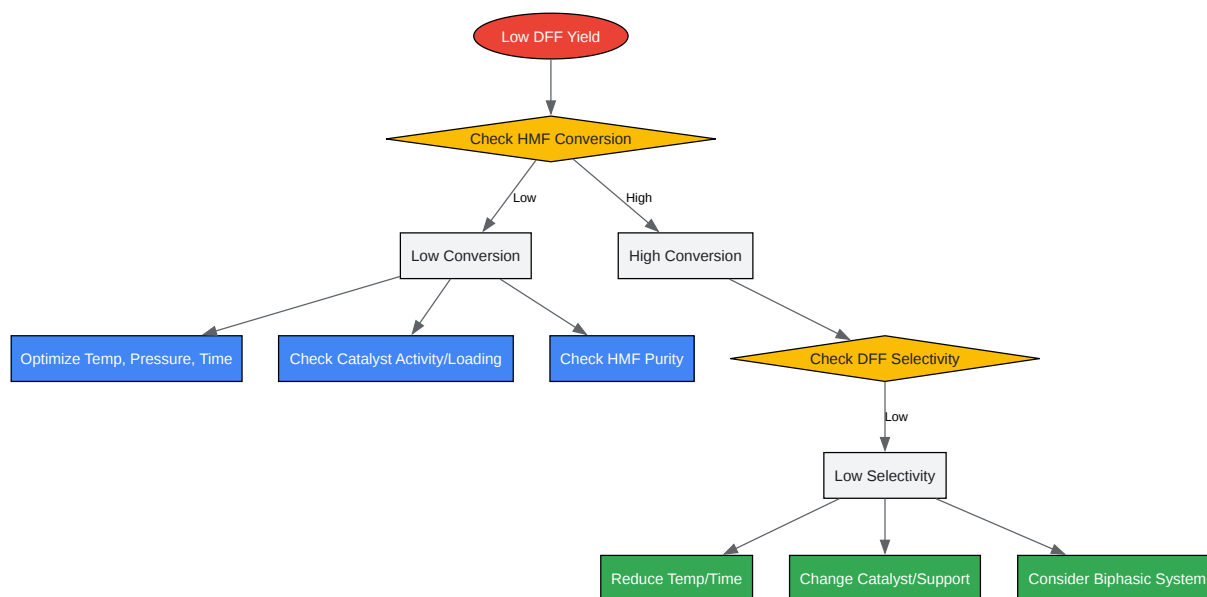 Low DFF Yield
Check HMF Conversion
Low
High
Low Conversion
High Conversion
Optimize Temp, Pressure, Time
Check Catalyst Activity/Loading
Check HMF Purity
Check DFF Selectivity
Low
Low Selectivity
Reduce Temp/Time
Change Catalyst/Support
Consider Biphasic System